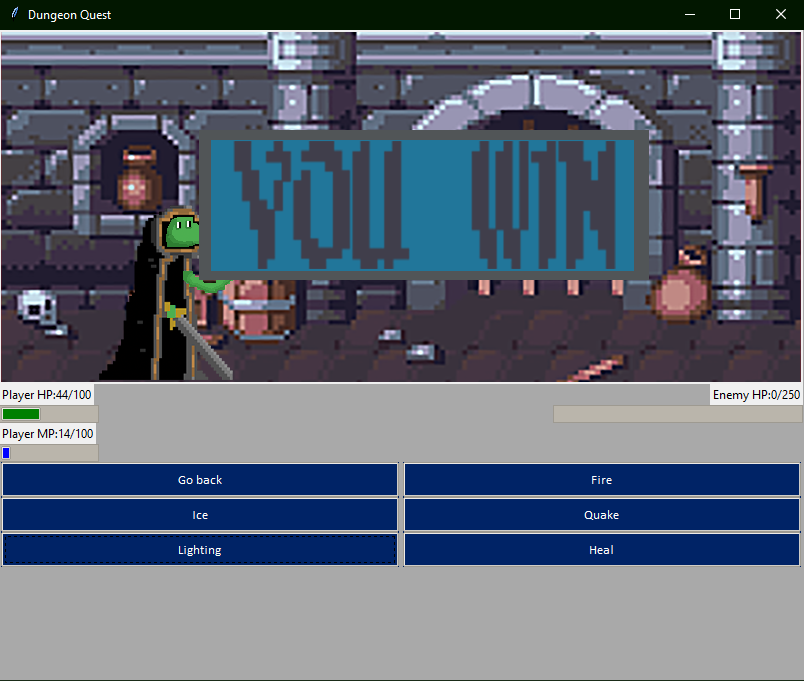 Dungeon Quest
YOU WIN
Player HP:44/100
Enemy HP:0/250
Player MP:14/100
Go back
Fire
Ice
Quake
Lighting
Heal